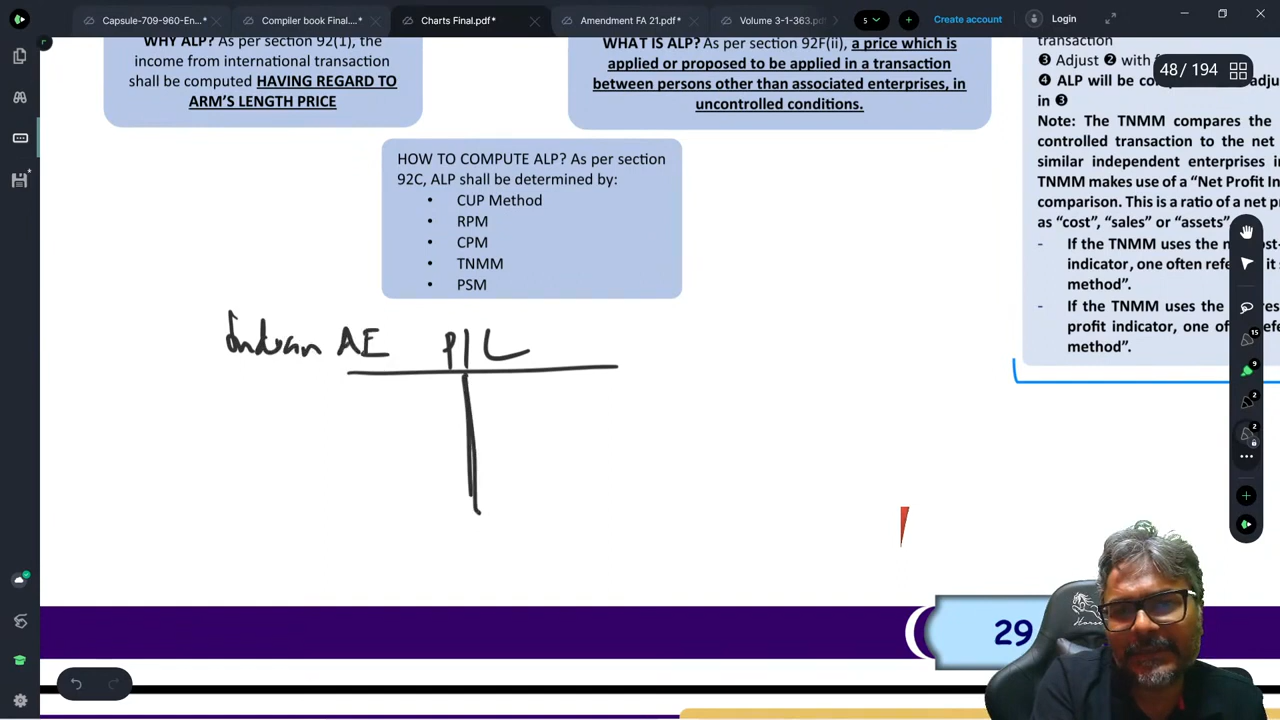 Capsule-709-960-En...*
Compiler book Final....*
Charts Final.pdf*
Amendment FA 21.pdf*
Volume 3-1-363.pdf
5
Create account
Login
WHY ALP? As per section 92(1), the
income from international transaction
shall be computed HAVING REGARD TO
ARM'S LENGTH PRICE
WHAT IS ALP? As per section 92F(ii), a price which is
applied or proposed to be applied in a transaction
between persons other than associated enterprises, in
uncontrolled conditions.
HOW TO COMPUTE ALP? As per section
92C, ALP shall be determined by:
• CUP Method
• RPM
• CPM
• TNMM
• PSM
transaction
❸ Adjust ❷ with
❹ ALP will be
in ❸
Note: The TNMM compares the
controlled transaction to the net
similar independent enterprises
TNMM makes use of a "Net Profit
comparison. This is a ratio of a net
as "cost", "sales" or "assets".
- If the TNMM uses the
indicator, one often
method".
- If the TNMM uses the
profit indicator, one
method".
48/194
Indian AE P/L
15
9
2
2
29